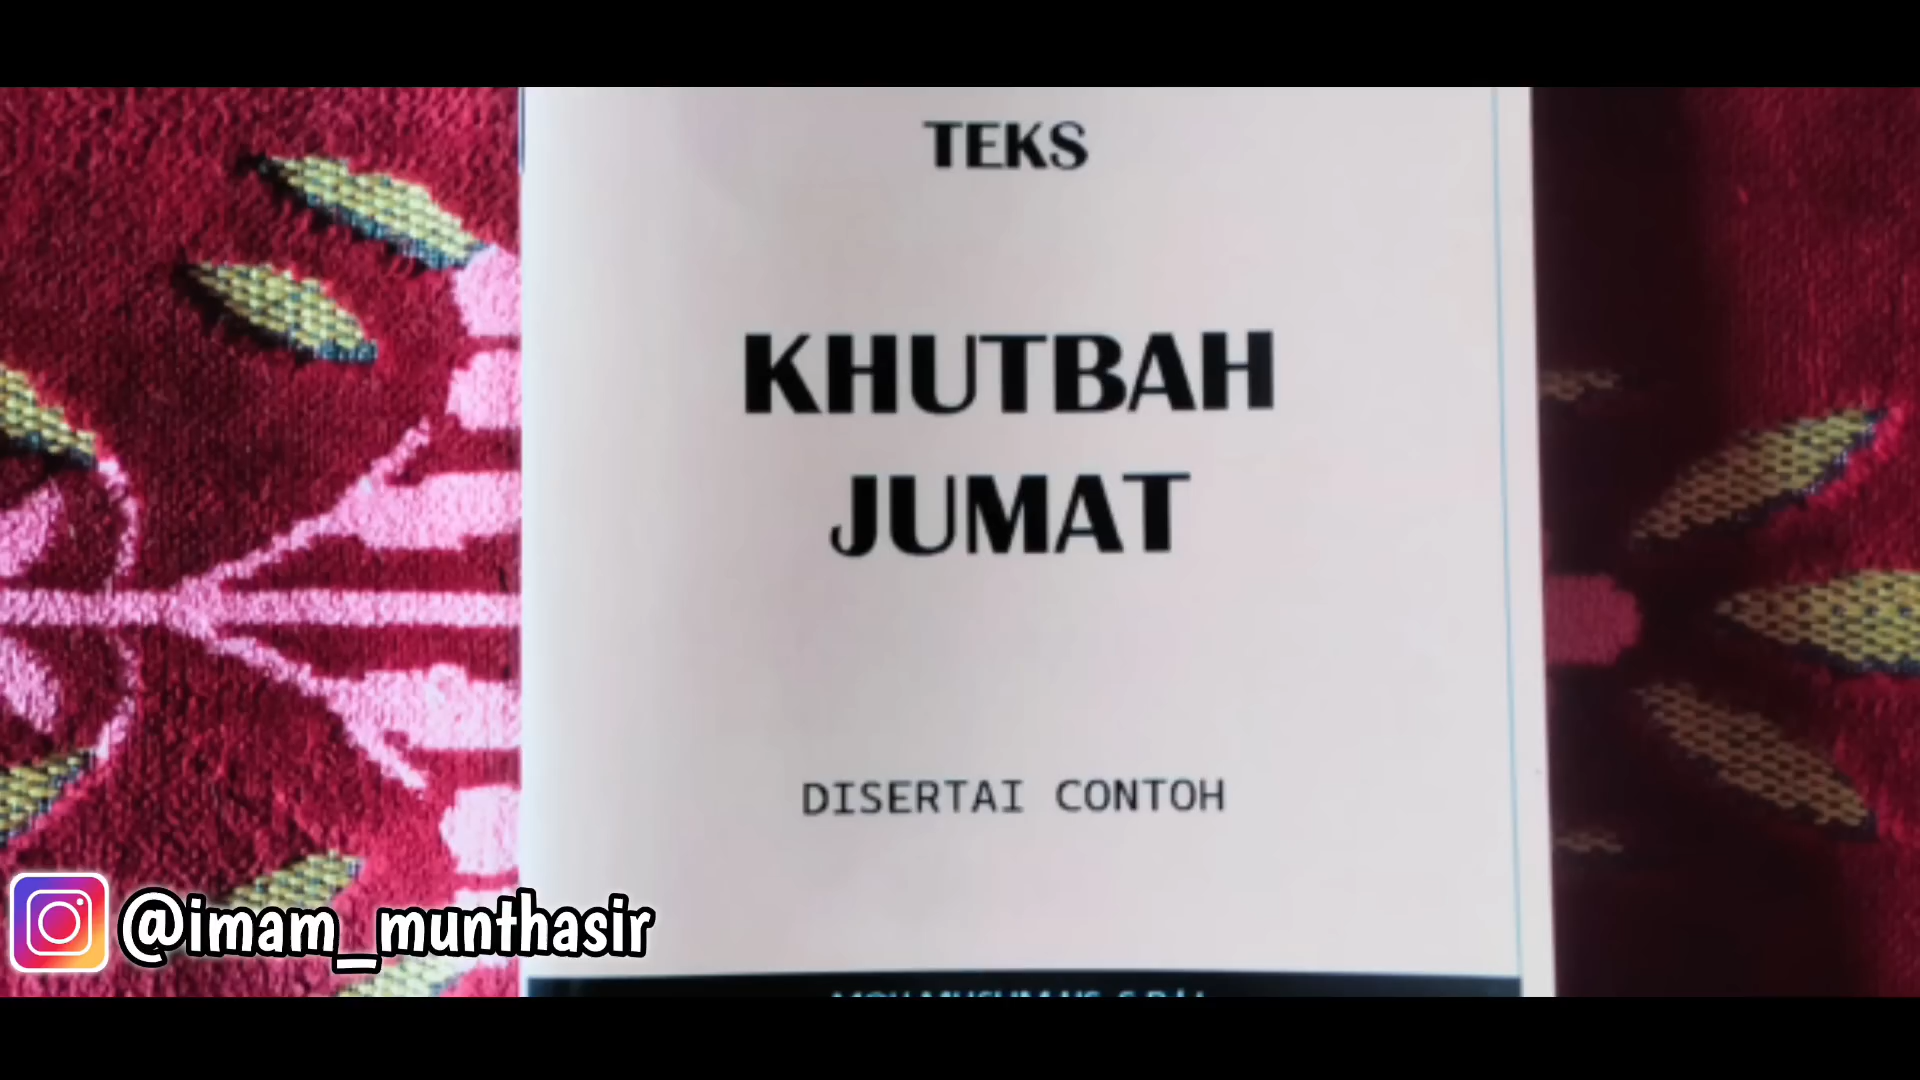 TEKS
KHUTBAH
JUMAT
DISERTAI CONTOH
@imam_munthasir